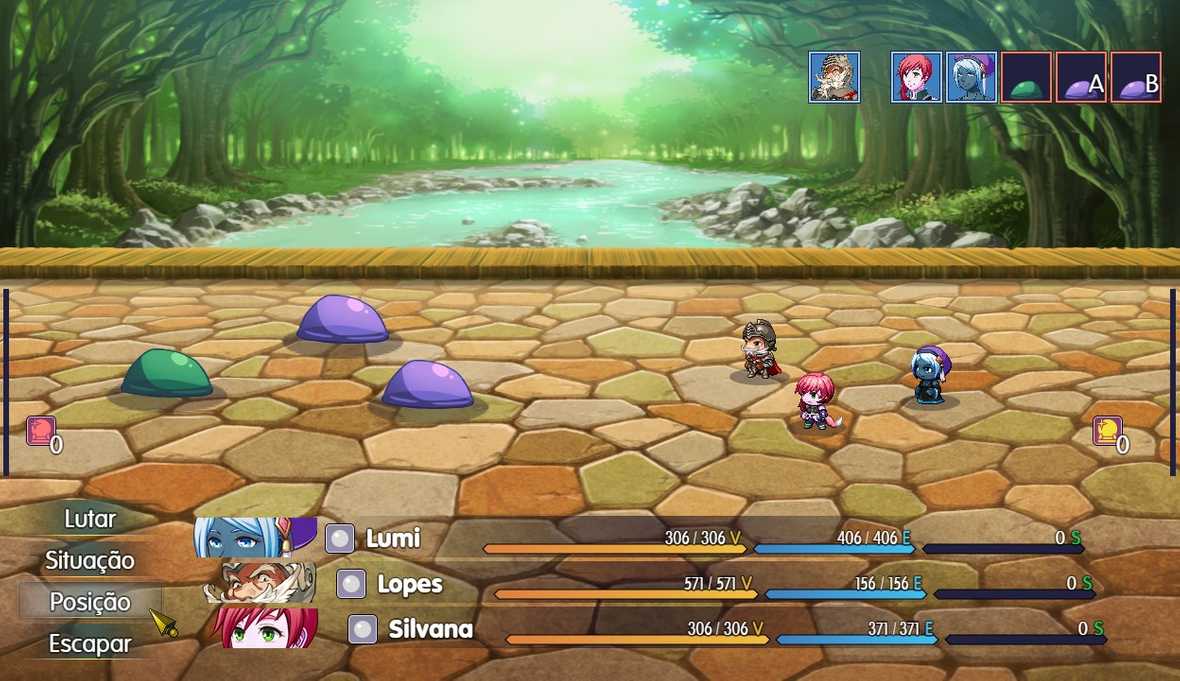 A B
0
0
Lutar
Situação
Posição
Escapar
Lumi 306 / 306 V 406 / 406 E 0 S
Lopes 571 / 571 V 156 / 156 E 0 S
Silvana 306 / 306 V 371 / 371 E 0 S